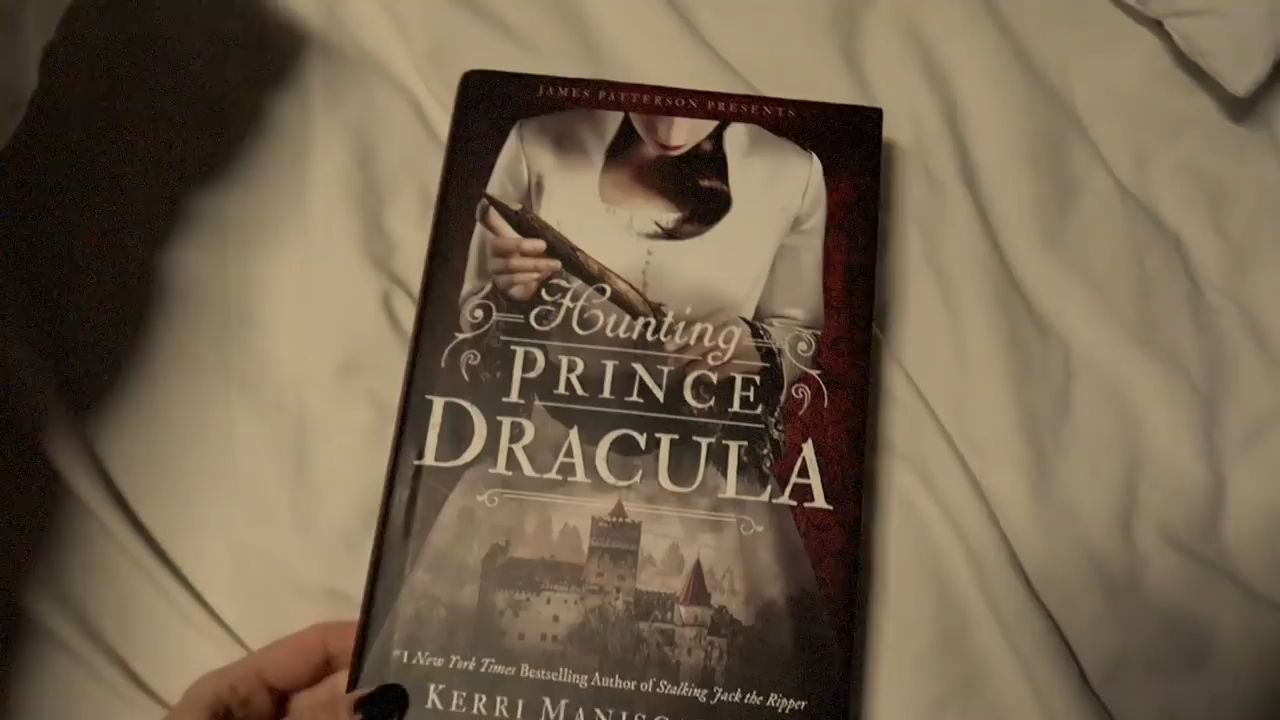 JAMES PATTERSON PRESENTS
Hunting
PRINCE
DRACULA
#1 New York Times Bestselling Author of Stalking Jack the Ripper
KERRI